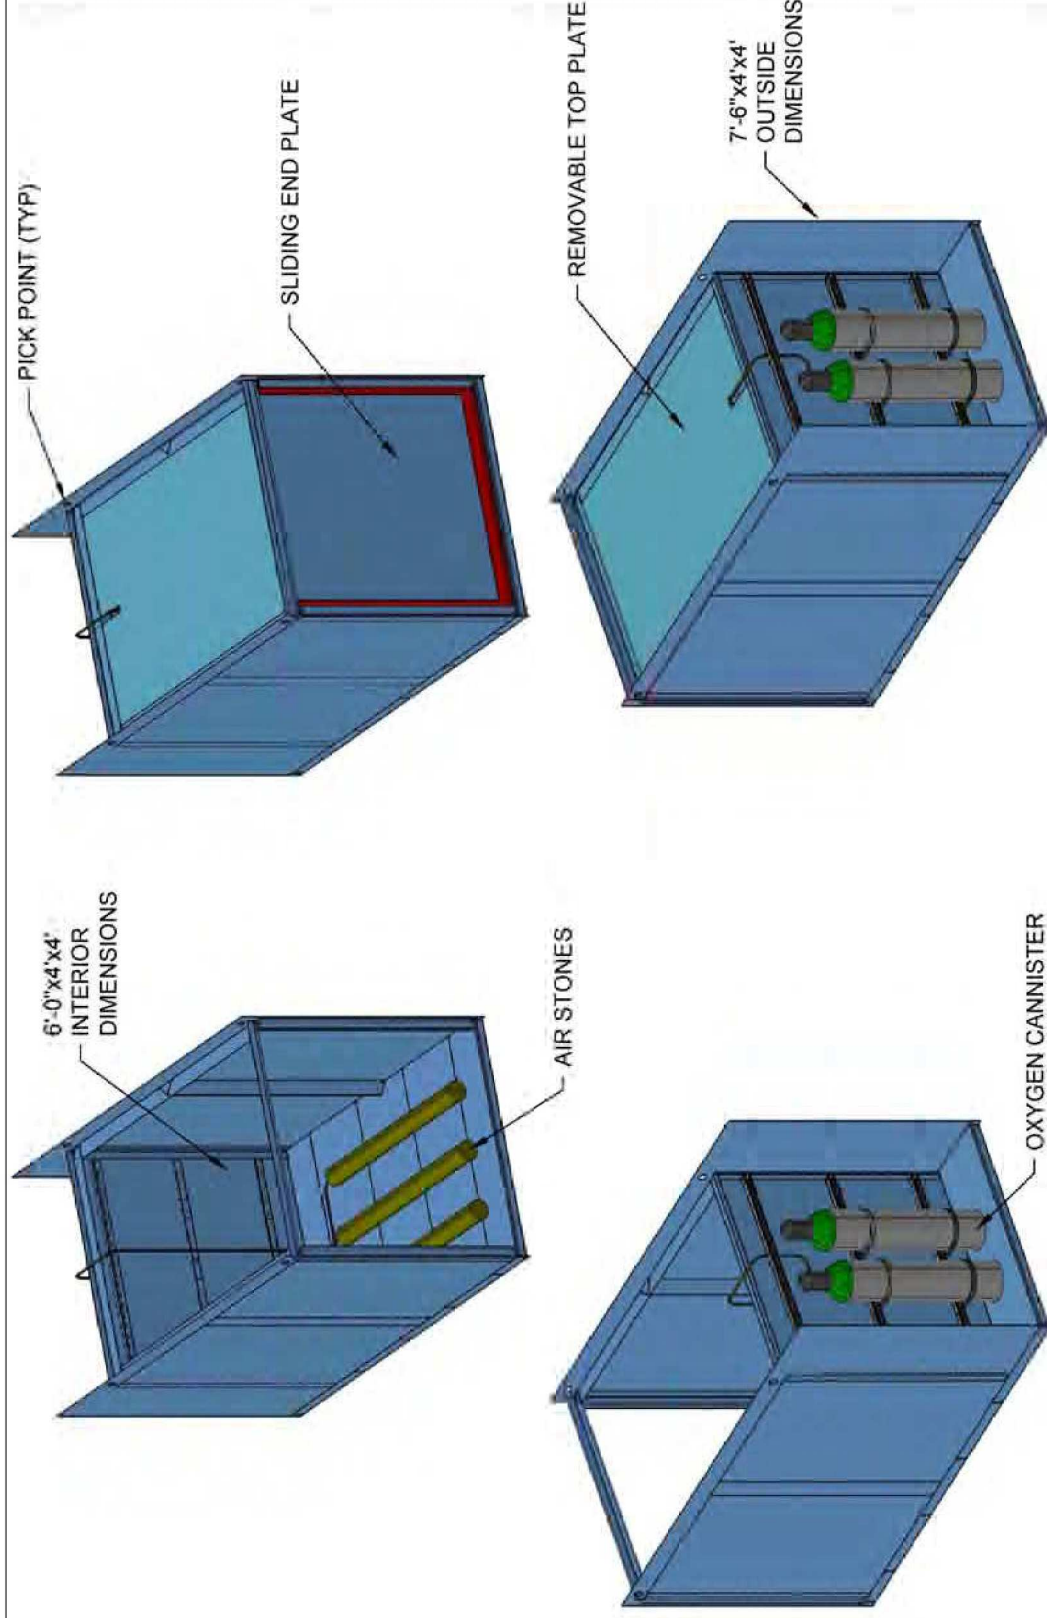 6'-0"x4'x4'
INTERIOR
DIMENSIONS
PICK POINT (TYP)
AIR STONES
SLIDING END PLATE
REMOVABLE TOP PLATE
OXYGEN CANNISTER
7'-6"x4'x4'
OUTSIDE
DIMENSIONS